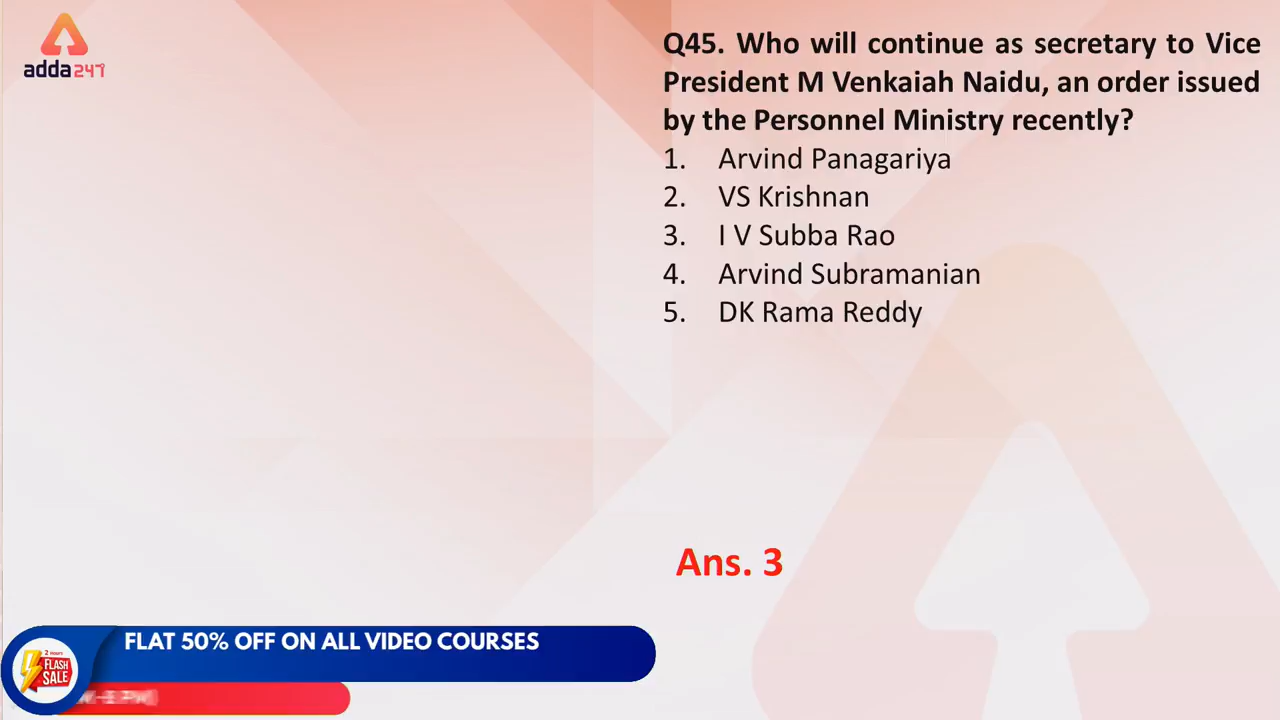 adda247
Q45. Who will continue as secretary to Vice
President M Venkaiah Naidu, an order issued
by the Personnel Ministry recently?
1. Arvind Panagariya
2. VS Krishnan
3. I V Subba Rao
4. Arvind Subramanian
5. DK Rama Reddy
Ans. 3
FLAT 50% OFF ON ALL VIDEO COURSES
2 Hours
FLASH
SALE